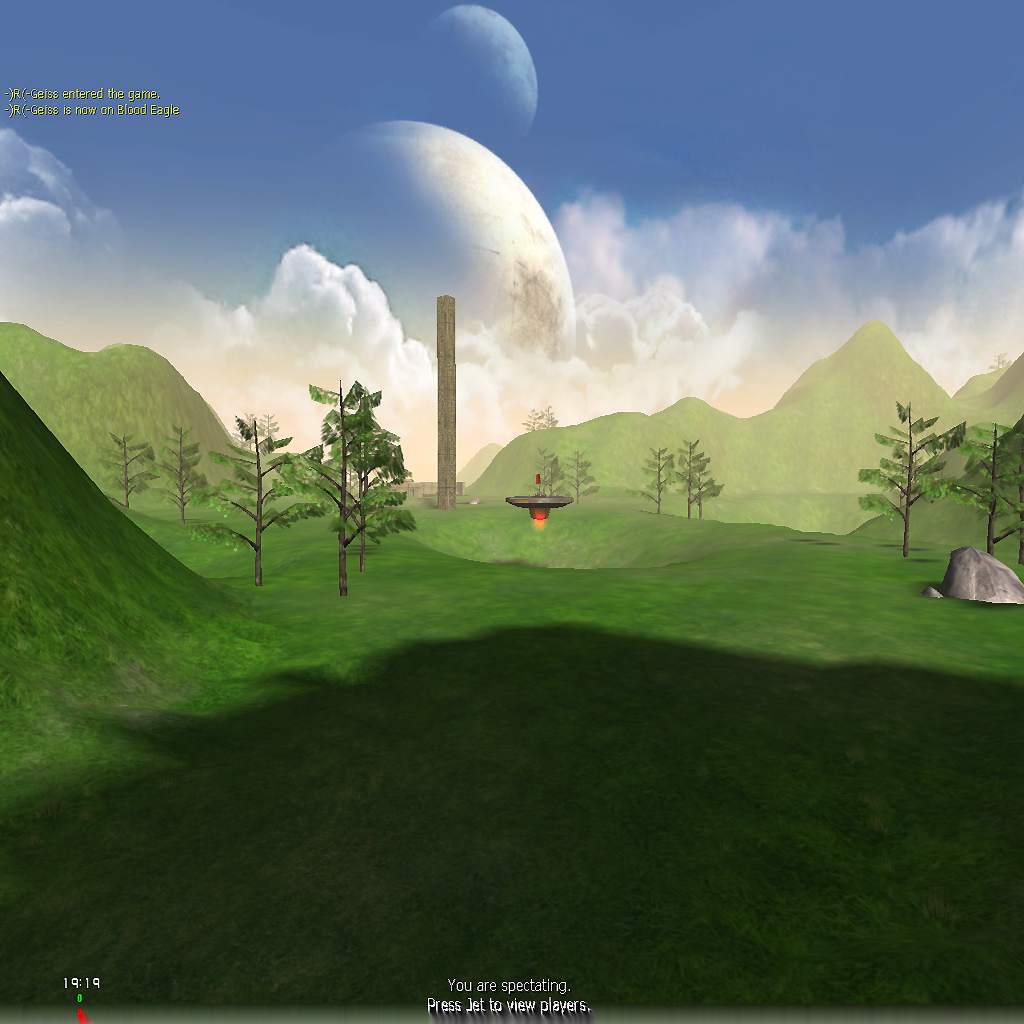 -)R(-Geiss entered the game.
-)R(-Geiss is now on Blood Eagle
19:19
0
You are spectating.
Press Jet to view players.